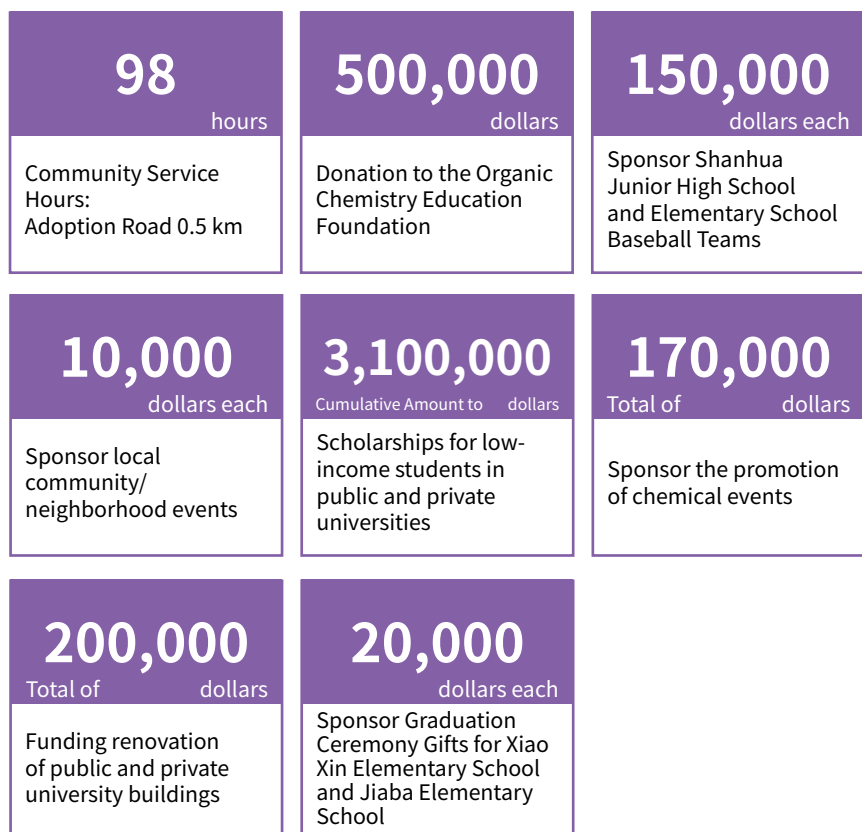 98
hours
Community Service
Hours:
Adoption Road 0.5 km
500,000
dollars
Donation to the Organic
Chemistry Education
Foundation
150,000
dollars each
Sponsor Shanhua
Junior High School
and Elementary School
Baseball Teams
10,000
dollars each
Sponsor local
community/
neighborhood events
3,100,000
Cumulative Amount to dollars
Scholarships for low-
income students in
public and private
universities
170,000
Total of dollars
Sponsor the promotion
of chemical events
200,000
Total of dollars
Funding renovation
of public and private
university buildings
20,000
dollars each
Sponsor Graduation
Ceremony Gifts for Xiao
Xin Elementary School
and Jiaba Elementary
School